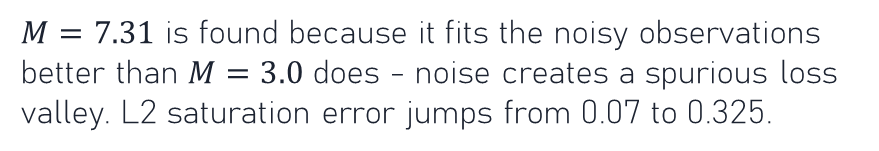 M = 7.31 is found because it fits the noisy observations
better than M = 3.0 does – noise creates a spurious loss
valley. L2 saturation error jumps from 0.07 to 0.325.